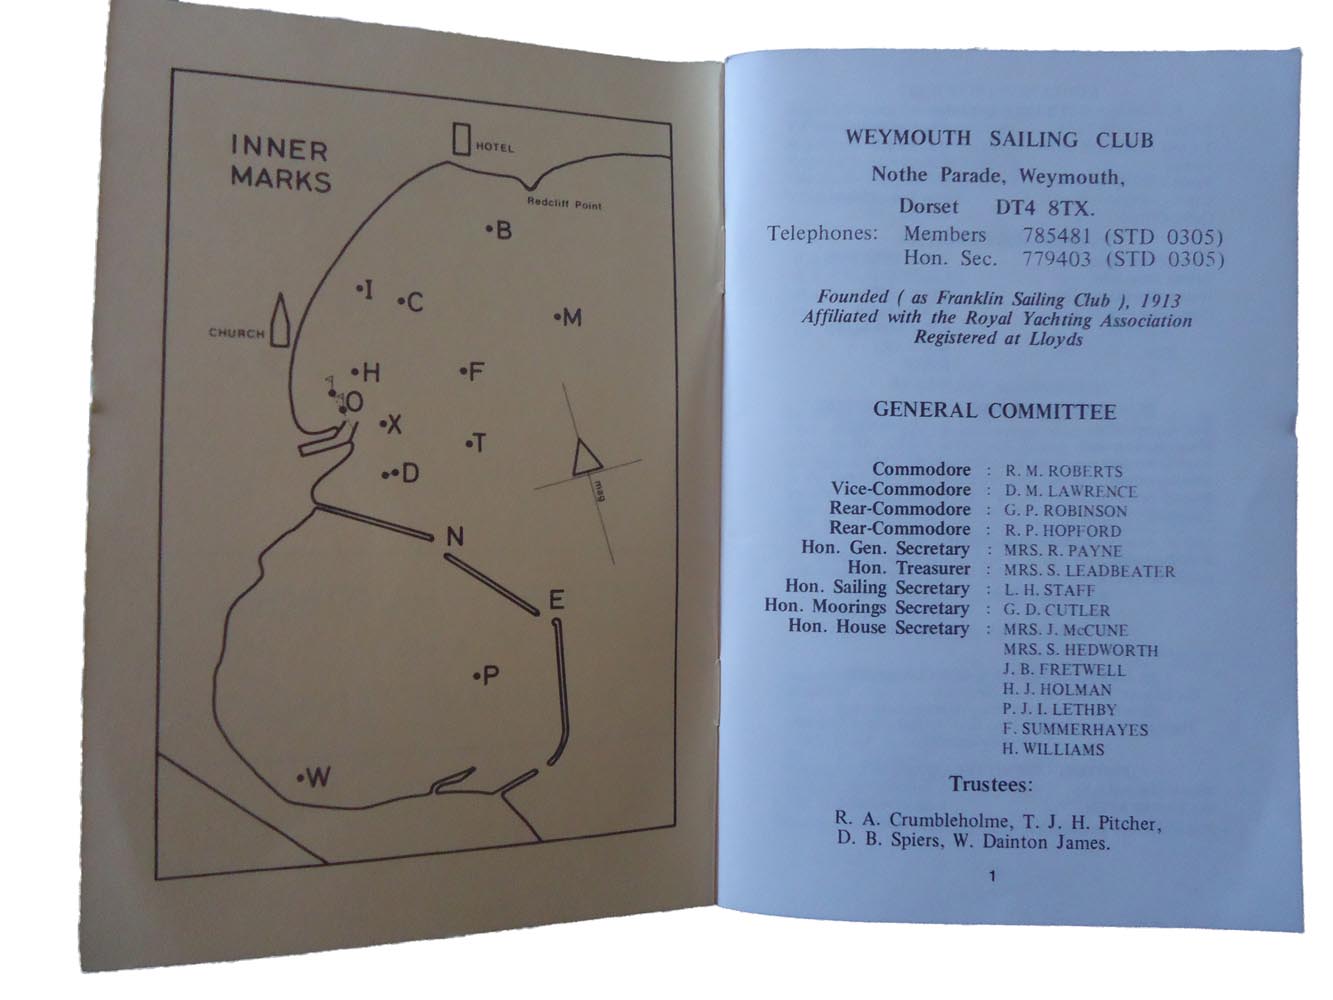 INNER
MARKS
HOTEL
Redcliff Point
B
I
C
M
CHURCH
H
F
O
X
T
D
mag
N
E
P
W
WEYMOUTH SAILING CLUB
Nothe Parade, Weymouth,
Dorset DT4 8TX.
Telephones: Members 785481 (STD 0305)
Hon. Sec. 779403 (STD 0305)
Founded ( as Franklin Sailing Club ), 1913
Affiliated with the Royal Yachting Association
Registered at Lloyds
GENERAL COMMITTEE
Commodore : R. M. ROBERTS
Vice-Commodore : D. M. LAWRENCE
Rear-Commodore : G. P. ROBINSON
Rear-Commodore : R. P. HOPFORD
Hon. Gen. Secretary : MRS. R. PAYNE
Hon. Treasurer : MRS. S. LEADBEATER
Hon. Sailing Secretary : L. H. STAFF
Hon. Moorings Secretary : G. D. CUTLER
Hon. House Secretary : MRS. J. McCUNE
MRS. S. HEDWORTH
J. B. FRETWELL
H. J. HOLMAN
P. J. I. LETHBY
F. SUMMERHAYES
H. WILLIAMS
Trustees:
R. A. Crumbleholme, T. J. H. Pitcher,
D. B. Spiers, W. Dainton James.
1